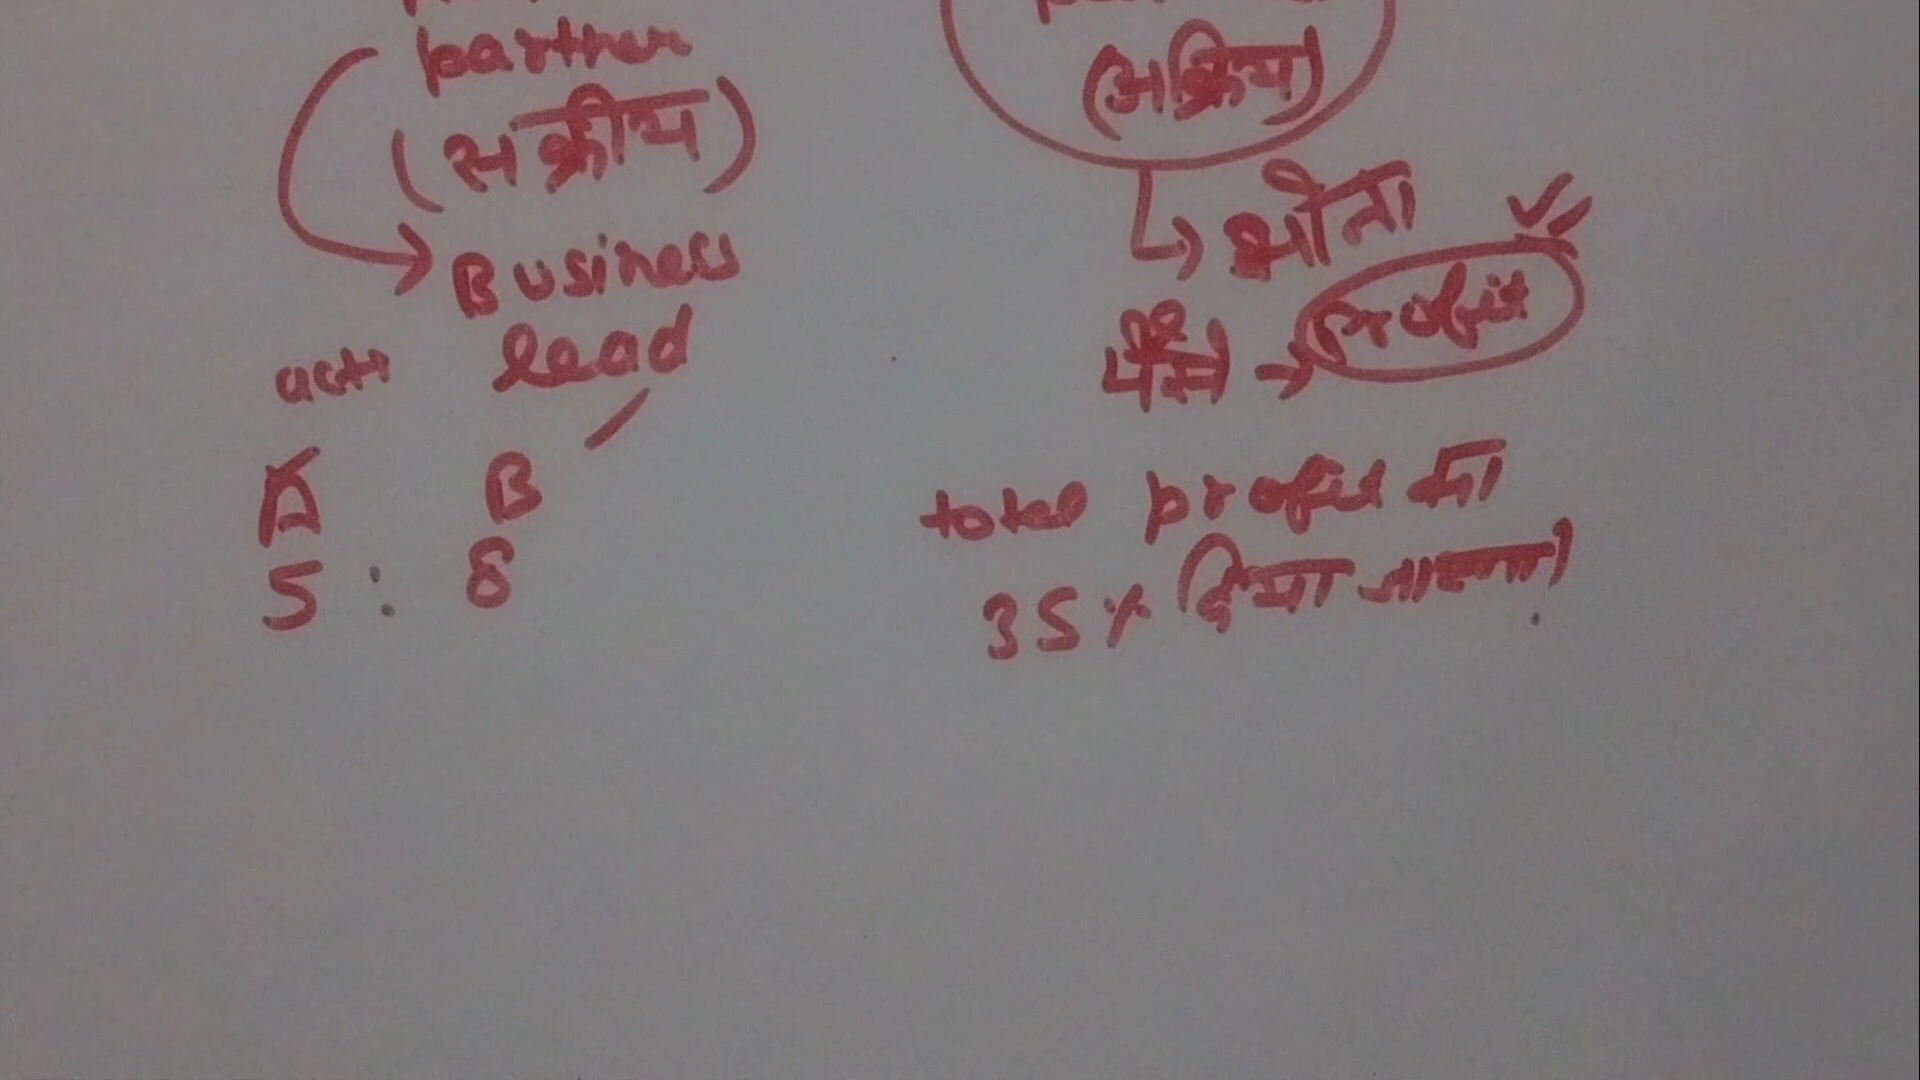 partner
(सक्रीय)
Business
lead
(अक्रिय)
पैसा → profit
A B
5 : 8
total profit का
35% दिया जाएगा।